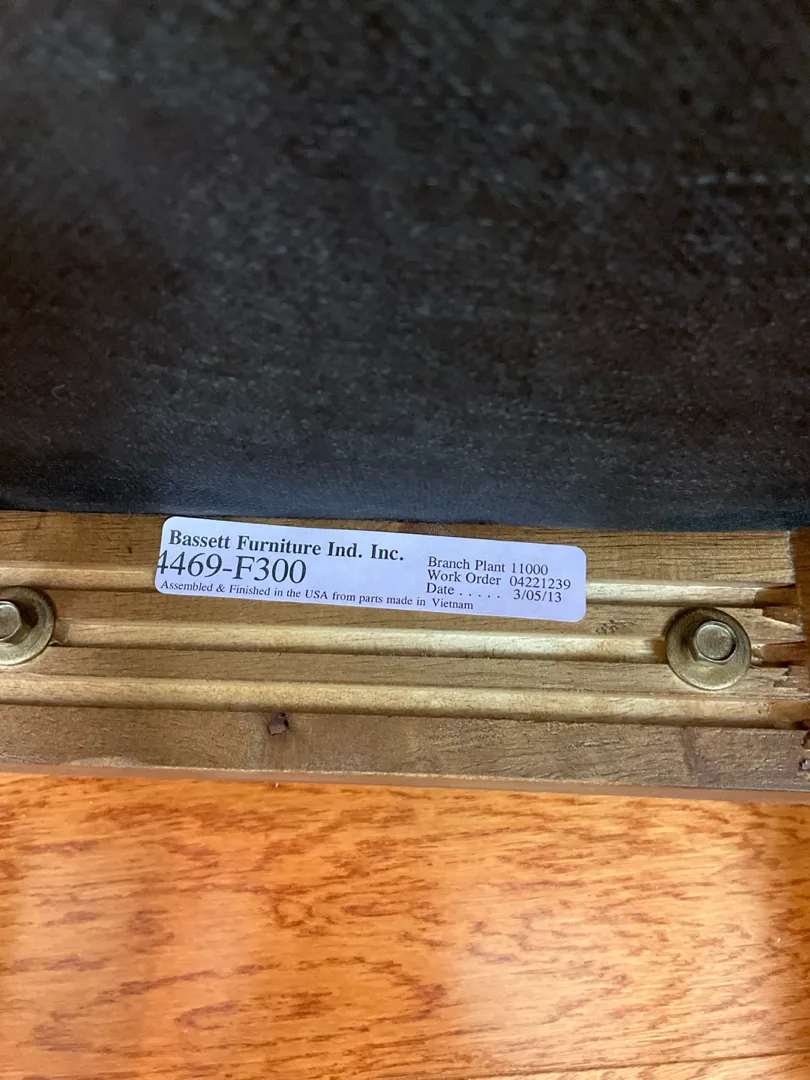 Bassett Furniture Ind. Inc.
4469-F300
Assembled & Finished in the USA from parts made in Vietnam
Branch Plant 11000
Work Order 04221239
Date ..... 3/05/13